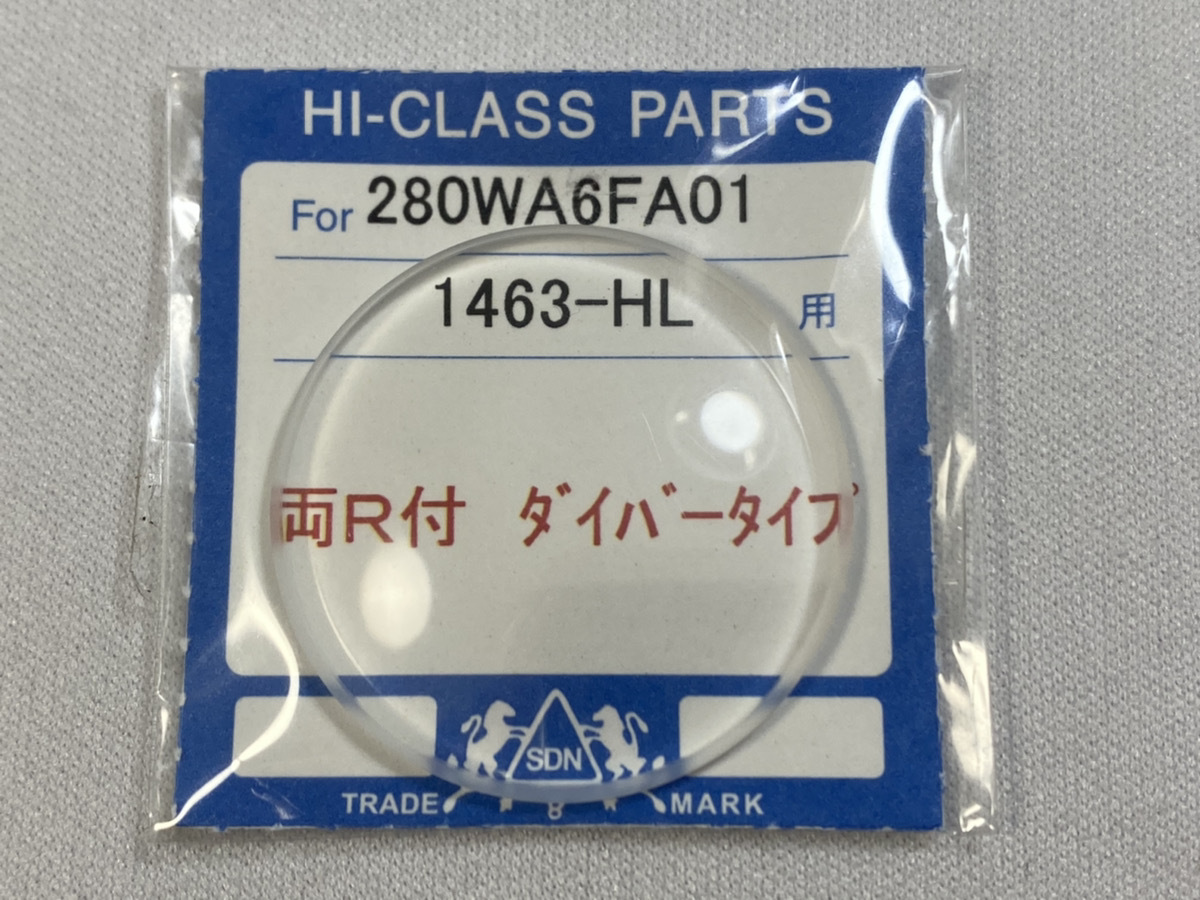 HI-CLASS PARTS
For 280WA6FA01
1463-HL 用
両R付 ダイバータイプ
SDN
TRADE 8 MARK